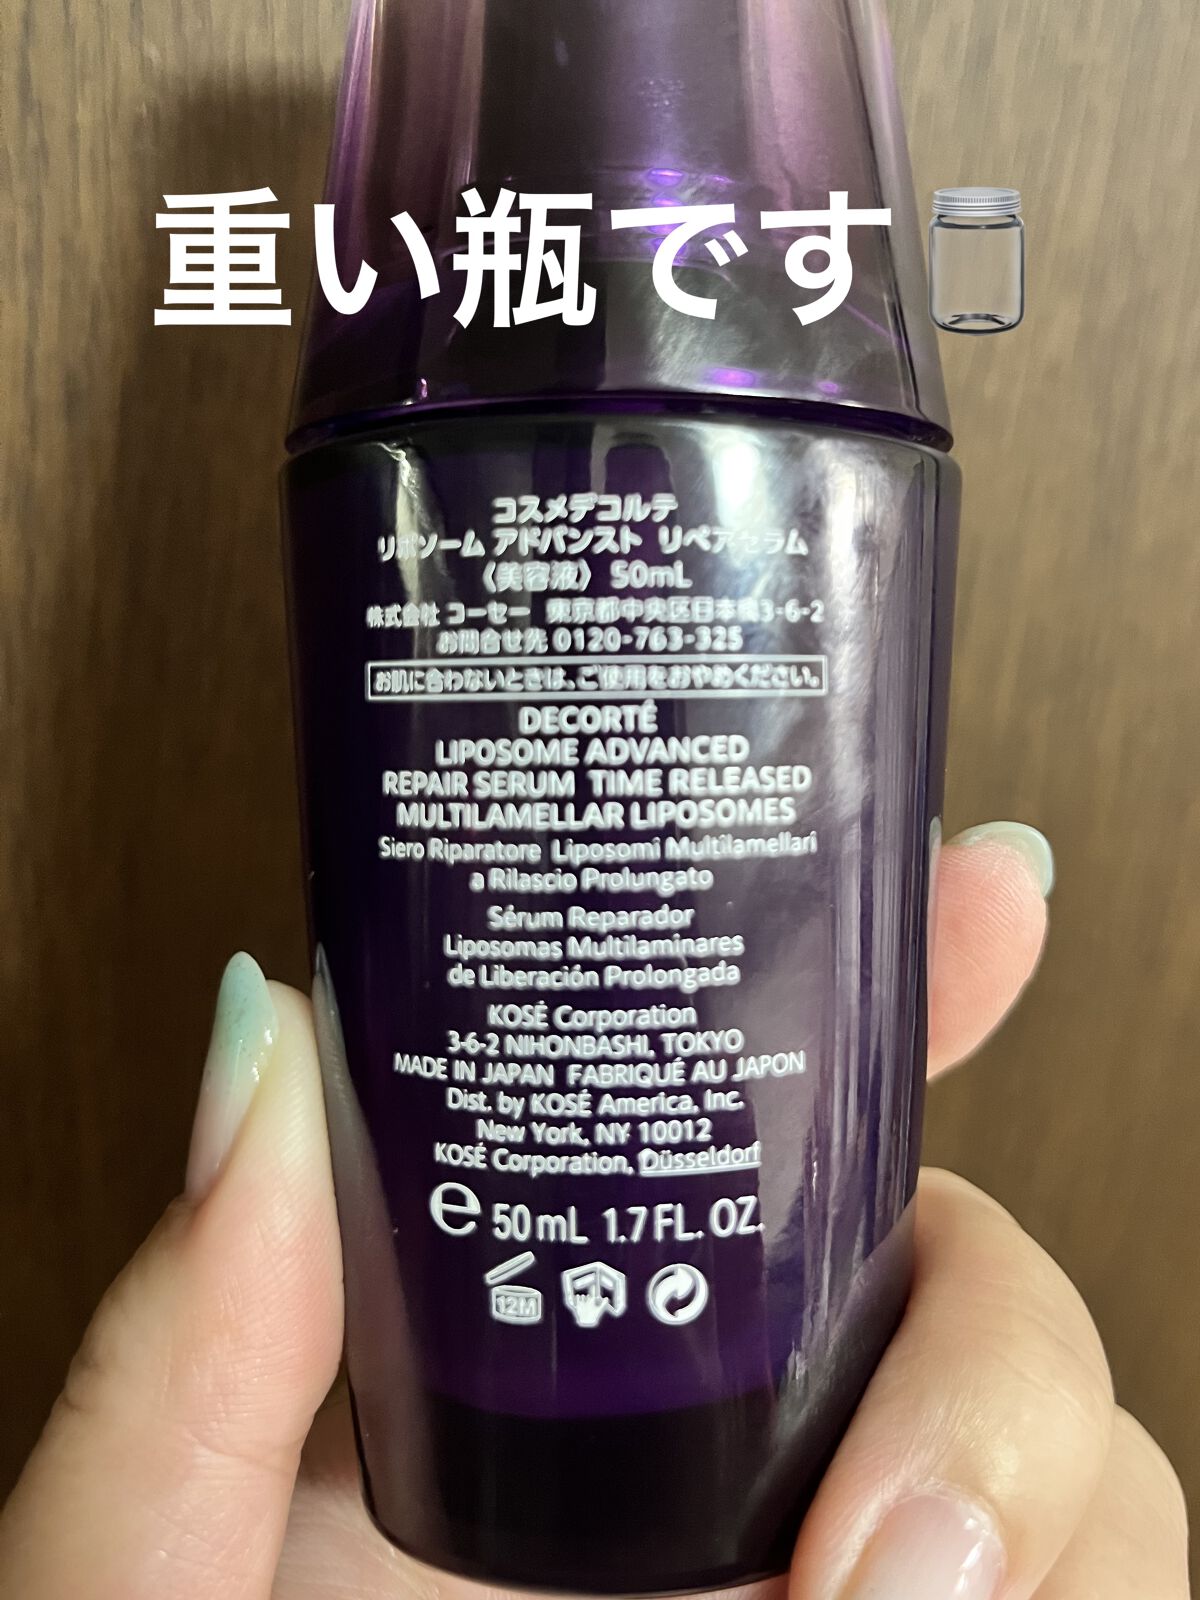 重い瓶です
コスメデコルテ
リポソーム アドバンスト リペアセラム
〈美容液〉 50mL
株式会社 コーセー 東京都中央区日本橋3-6-2
お問合せ先 0120-763-325
お肌に合わないときは、ご使用をおやめください。
DECORTÉ
LIPOSOME ADVANCED
REPAIR SERUM TIME RELEASED
MULTILAMELLAR LIPOSOMES
Siero Riparatore Liposomi Multilamellari
a Rilascio Prolungato
Sérum Reparador
Liposomas Multilaminares
de Liberación Prolongada
KOSÉ Corporation
3-6-2 NIHONBASHI, TOKYO
MADE IN JAPAN FABRIQUÉ AU JAPON
Dist. by KOSÉ America, Inc.
New York, NY 10012
KOSÉ Corporation, Düsseldorf
e 50 mL 1.7 FL. OZ.
12M